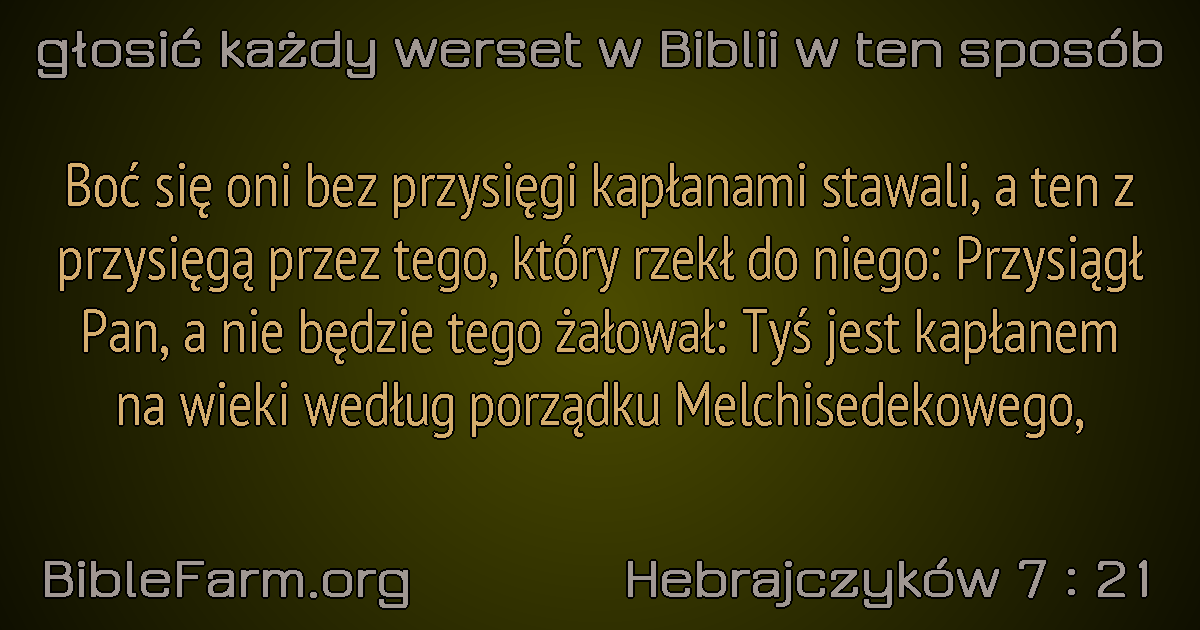 głosić każdy werset w Biblii w ten sposób
Boć się oni bez przysięgi kapłanami stawali, a ten z
przysięgą przez tego, który rzekł do niego: Przysiągł
Pan, a nie będzie tego żałował: Tyś jest kapłanem
na wieki według porządku Melchisedekowego,
BibleFarm.org
Hebrajczyków 7 : 21